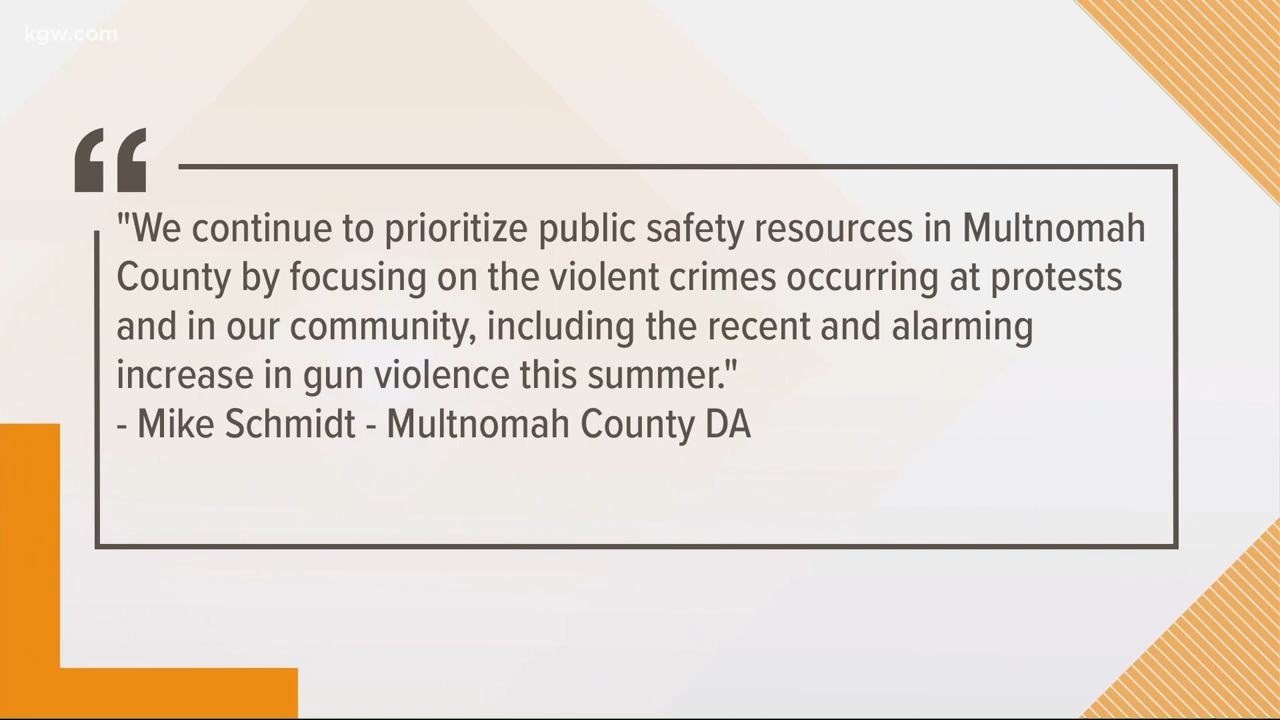 kgw.com
“
"We continue to prioritize public safety resources in Multnomah
County by focusing on the violent crimes occurring at protests
and in our community, including the recent and alarming
increase in gun violence this summer."
- Mike Schmidt - Multnomah County DA